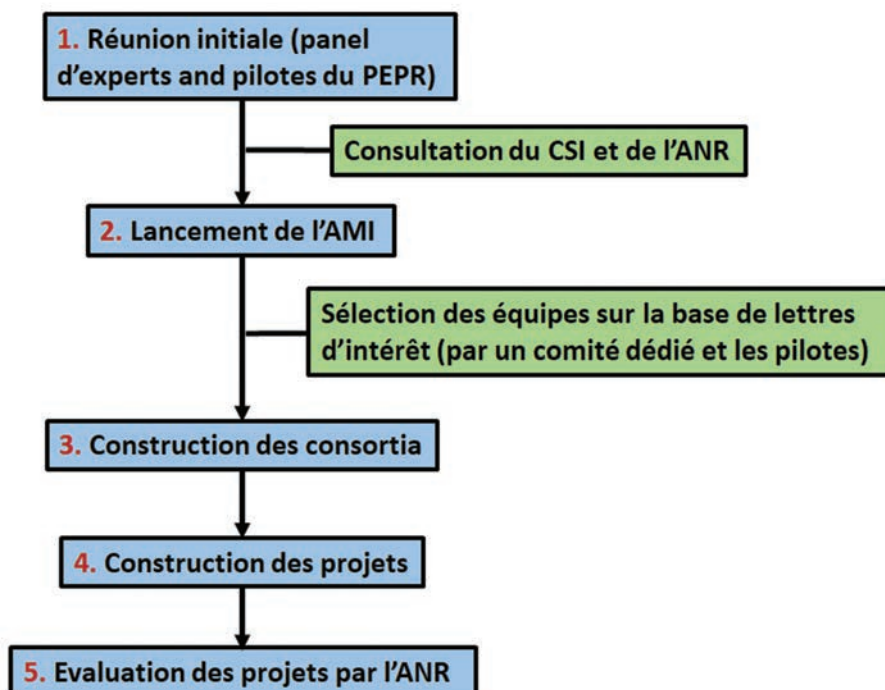 1. Réunion initiale (panel
d’experts and pilotes du PEPR)
Consultation du CSI et de l’ANR
2. Lancement de l’AMI
Sélection des équipes sur la base de lettres
d’intérêt (par un comité dédié et les pilotes)
3. Construction des consortia
4. Construction des projets
5. Evaluation des projets par l’ANR